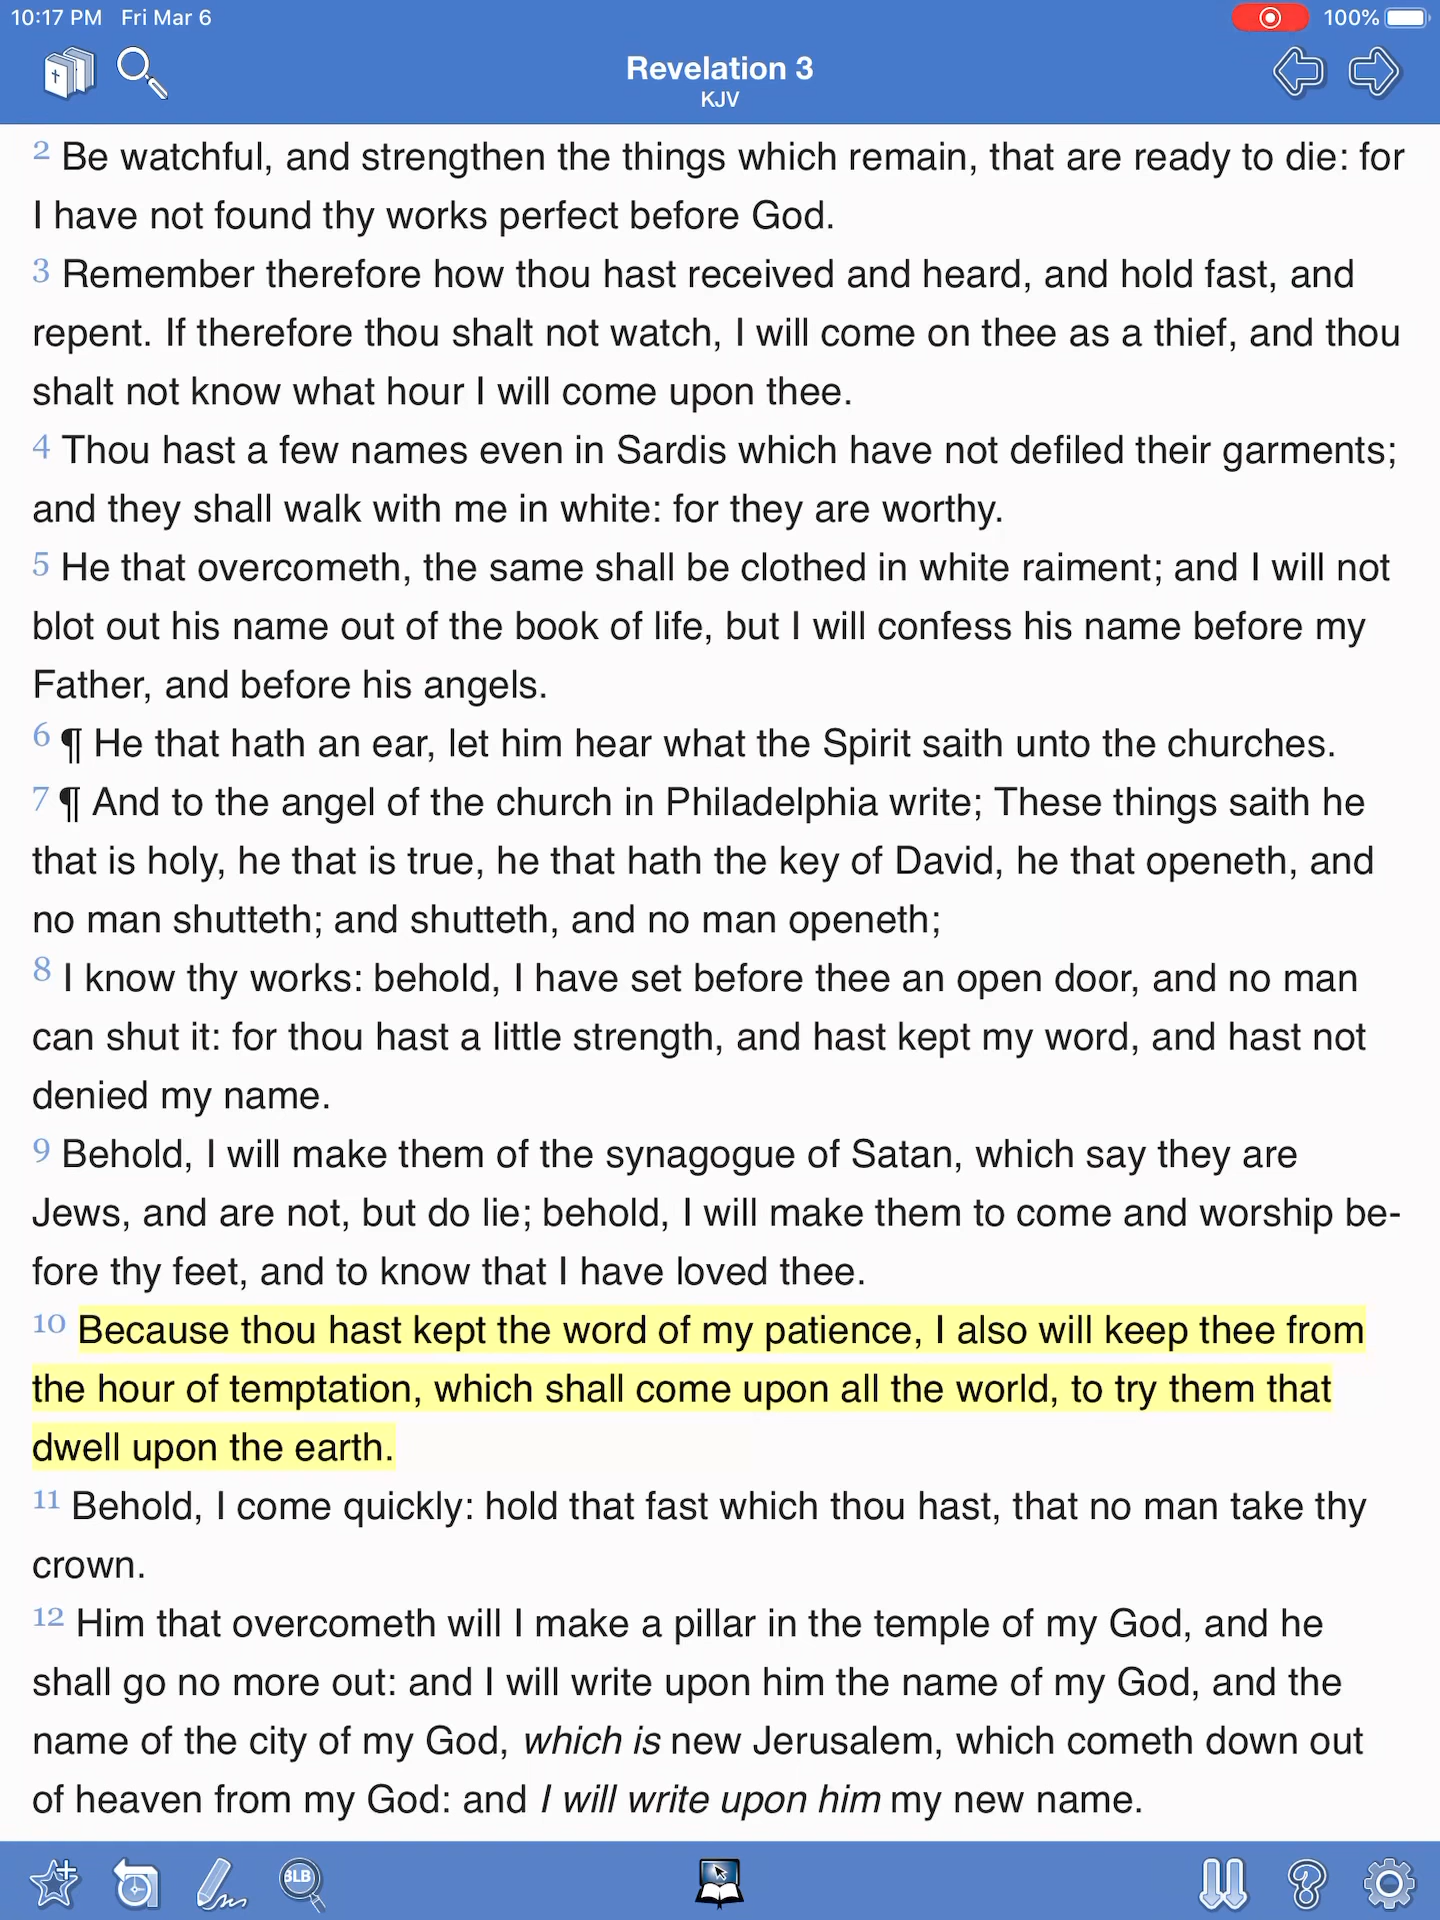 10:17 PM Fri Mar 6 100%
Revelation 3
KJV
2 Be watchful, and strengthen the things which remain, that are ready to die: for
I have not found thy works perfect before God.
3 Remember therefore how thou hast received and heard, and hold fast, and
repent. If therefore thou shalt not watch, I will come on thee as a thief, and thou
shalt not know what hour I will come upon thee.
4 Thou hast a few names even in Sardis which have not defiled their garments;
and they shall walk with me in white: for they are worthy.
5 He that overcometh, the same shall be clothed in white raiment; and I will not
blot out his name out of the book of life, but I will confess his name before my
Father, and before his angels.
6 ¶ He that hath an ear, let him hear what the Spirit saith unto the churches.
7 ¶ And to the angel of the church in Philadelphia write; These things saith he
that is holy, he that is true, he that hath the key of David, he that openeth, and
no man shutteth; and shutteth, and no man openeth;
8 I know thy works: behold, I have set before thee an open door, and no man
can shut it: for thou hast a little strength, and hast kept my word, and hast not
denied my name.
9 Behold, I will make them of the synagogue of Satan, which say they are
Jews, and are not, but do lie; behold, I will make them to come and worship be-
fore thy feet, and to know that I have loved thee.
10 Because thou hast kept the word of my patience, I also will keep thee from
the hour of temptation, which shall come upon all the world, to try them that
dwell upon the earth.
11 Behold, I come quickly: hold that fast which thou hast, that no man take thy
crown.
12 Him that overcometh will I make a pillar in the temple of my God, and he
shall go no more out: and I will write upon him the name of my God, and the
name of the city of my God, which is new Jerusalem, which cometh down out
of heaven from my God: and I will write upon him my new name.
BLB